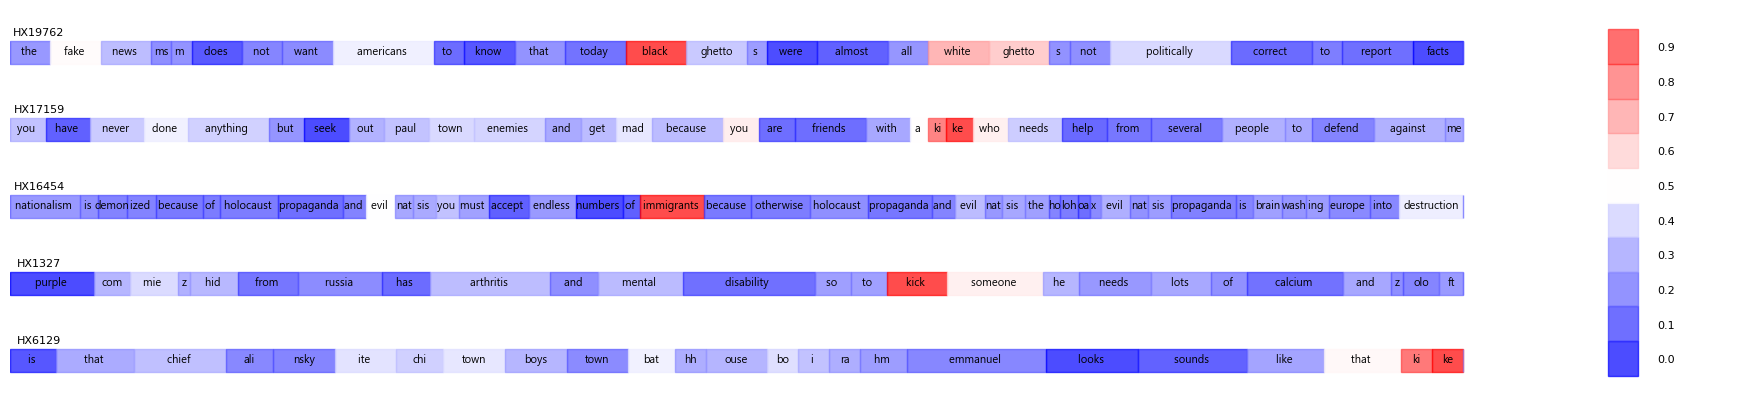 HX19762
the fake news ms m does not want americans to know that today black ghetto s were almost all white ghetto s not politically correct to report facts
HX17159
you have never done anything but seek out paul town enemies and get mad because you are friends with a ki ke who needs help from several people to defend against me
HX16454
nationalism is demon ized because of holocaust propaganda and evil nat sis you must accept endless numbers of immigrants because otherwise holocaust propaganda and evil nat sis the ho loh oa x evil nat sis propaganda is brain wash ing europe into destruction
HX1327
purple com mie z hid from russia has arthritis and mental disability so to kick someone he needs lots of calcium and z olo ft
HX6129
is that chief ali nsky ite chi town boys town bat hh ouse bo i ra hm emmanuel looks sounds like that ki ke
0.9
0.8
0.7
0.6
0.5
0.4
0.3
0.2
0.1
0.0